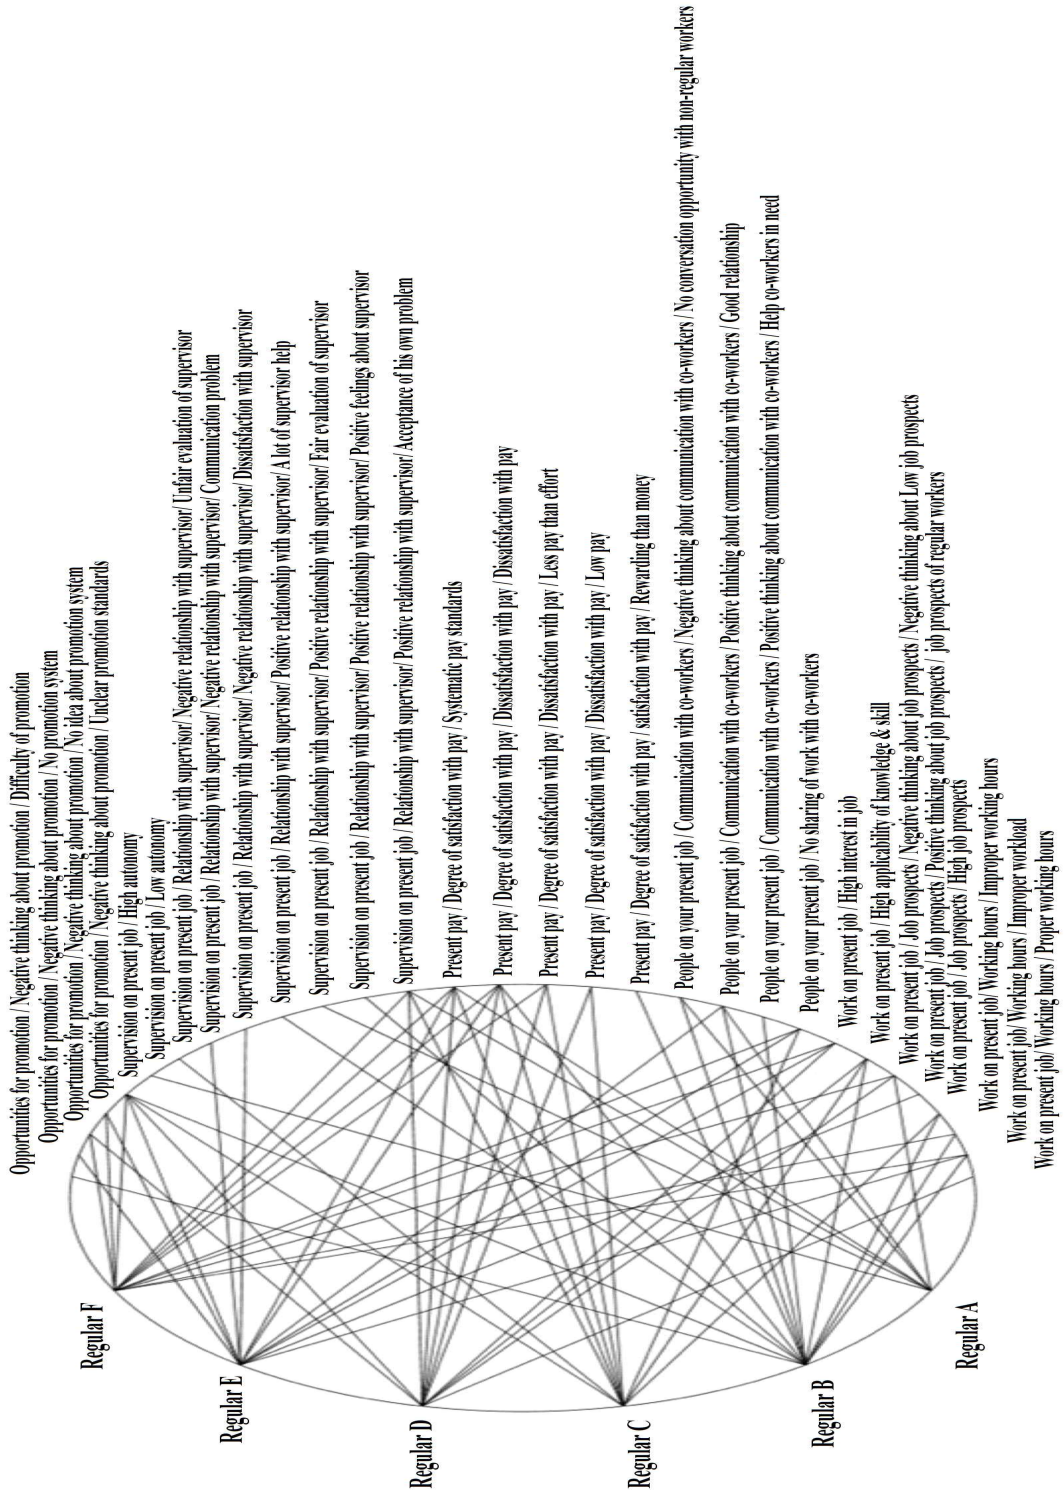 Opportunities for promotion / Negative thinking about promotion / Difficulty of promotion
Opportunities for promotion / Negative thinking about promotion / No promotion system
Opportunities for promotion / Negative thinking about promotion / No idea about promotion system
Opportunities for promotion / Negative thinking about promotion / Unclear promotion standards
Supervision on present job / High autonomy
Supervision on present job / Low autonomy
Supervision on present job / Relationship with supervisor/ Negative relationship with supervisor/ Unfair evaluation of supervisor
Supervision on present job / Relationship with supervisor/ Negative relationship with supervisor/ Communication problem
Supervision on present job / Relationship with supervisor/ Negative relationship with supervisor/ Dissatisfaction with supervisor
Supervision on present job / Relationship with supervisor/ Positive relationship with supervisor/ A lot of supervisor help
Supervision on present job / Relationship with supervisor/ Positive relationship with supervisor/ Fair evaluation of supervisor
Supervision on present job / Relationship with supervisor/ Positive relationship with supervisor/ Positive feelings about supervisor
Supervision on present job / Relationship with supervisor/ Positive relationship with supervisor/ Acceptance of his own problem
Present pay / Degree of satisfaction with pay / Systematic pay standards
Present pay / Degree of satisfaction with pay / Dissatisfaction with pay / Dissatisfaction with pay
Present pay / Degree of satisfaction with pay / Dissatisfaction with pay / Less pay than effort
Present pay / Degree of satisfaction with pay / Dissatisfaction with pay / Low pay
Present pay / Degree of satisfaction with pay / satisfaction with pay / Rewarding than money
People on your present job / Communication with co-workers / Negative thinking about communication with co-workers / No conversation opportunity with non-regular workers
People on your present job / Communication with co-workers / Positive thinking about communication with co-workers / Good relationship
People on your present job / Communication with co-workers / Positive thinking about communication with co-workers / Help co-workers in need
People on your present job / No sharing of work with co-workers
Work on present job / High interest in job
Work on present job / High applicability of knowledge & skill
Work on present job / Job prospects / Negative thinking about job prospects / Negative thinking about Low job prospects
Work on present job / Job prospects / Positive thinking about job prospects / job prospects of regular workers
Work on present job / Job prospects / High job prospects
Work on present job/ Working hours / Improper working hours
Work on present job/ Working hours / Improper workload
Work on present job/ Working hours / Proper working hours
Regular F
Regular E
Regular D
Regular C
Regular B
Regular A